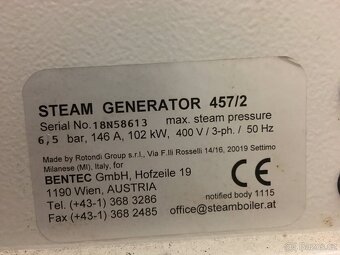 STEAM GENERATOR 457/2
Serial No. 18N58613 max. steam pressure
6,5 bar, 146 A, 102 kW, 400 V / 3-ph. / 50 Hz
Made by Rotondi Group s.r.l., Via F.lli Rosselli 14/16, 20019 Settimo
Milanese (MI), Italy, for
BENTEC GmbH, Hofzeile 19
1190 Wien, AUSTRIA
Tel (+43-1) 368 3286
Fax (+43-1) 368 2485
CE
notified body 1115
office@steamboiler.at